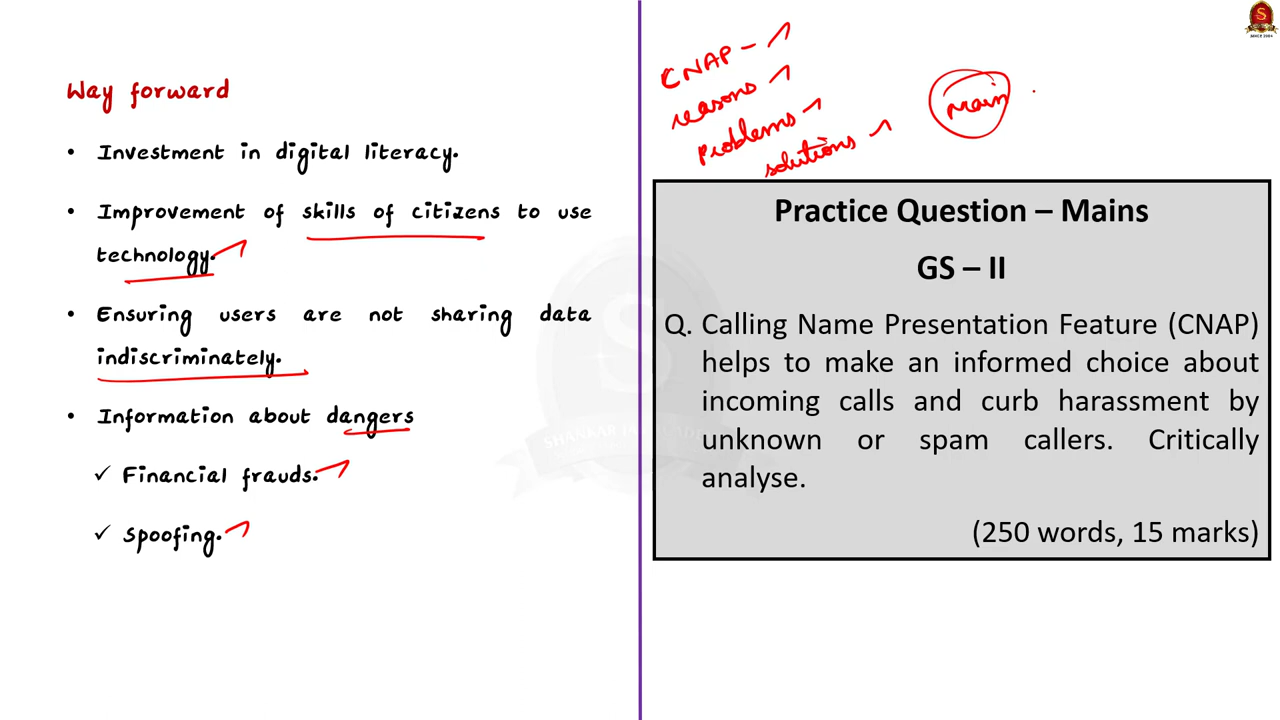 Way forward
• Investment in digital literacy.
• Improvement of skills of citizens to use
technology.
• Ensuring users are not sharing data
indiscriminately.
• Information about dangers
✓ Financial frauds.
✓ Spoofing.
CNAP -
reasons
Problems
solutions
main
Practice Question – Mains
GS – II
Q. Calling Name Presentation Feature (CNAP)
helps to make an informed choice about
incoming calls and curb harassment by
unknown or spam callers. Critically
analyse.
(250 words, 15 marks)
S
SINCE 2004